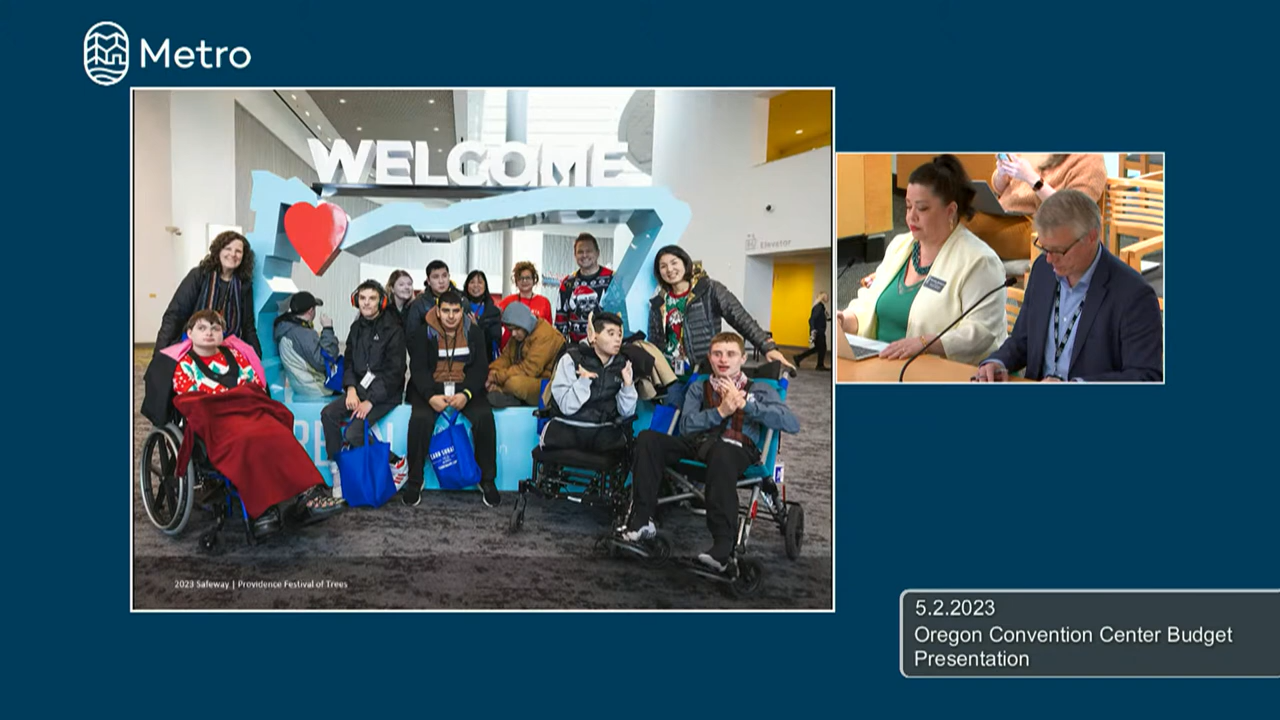 Metro
WELCOME
Elevator
2023 Safeway | Providence Festival of Trees
5.2.2023
Oregon Convention Center Budget
Presentation